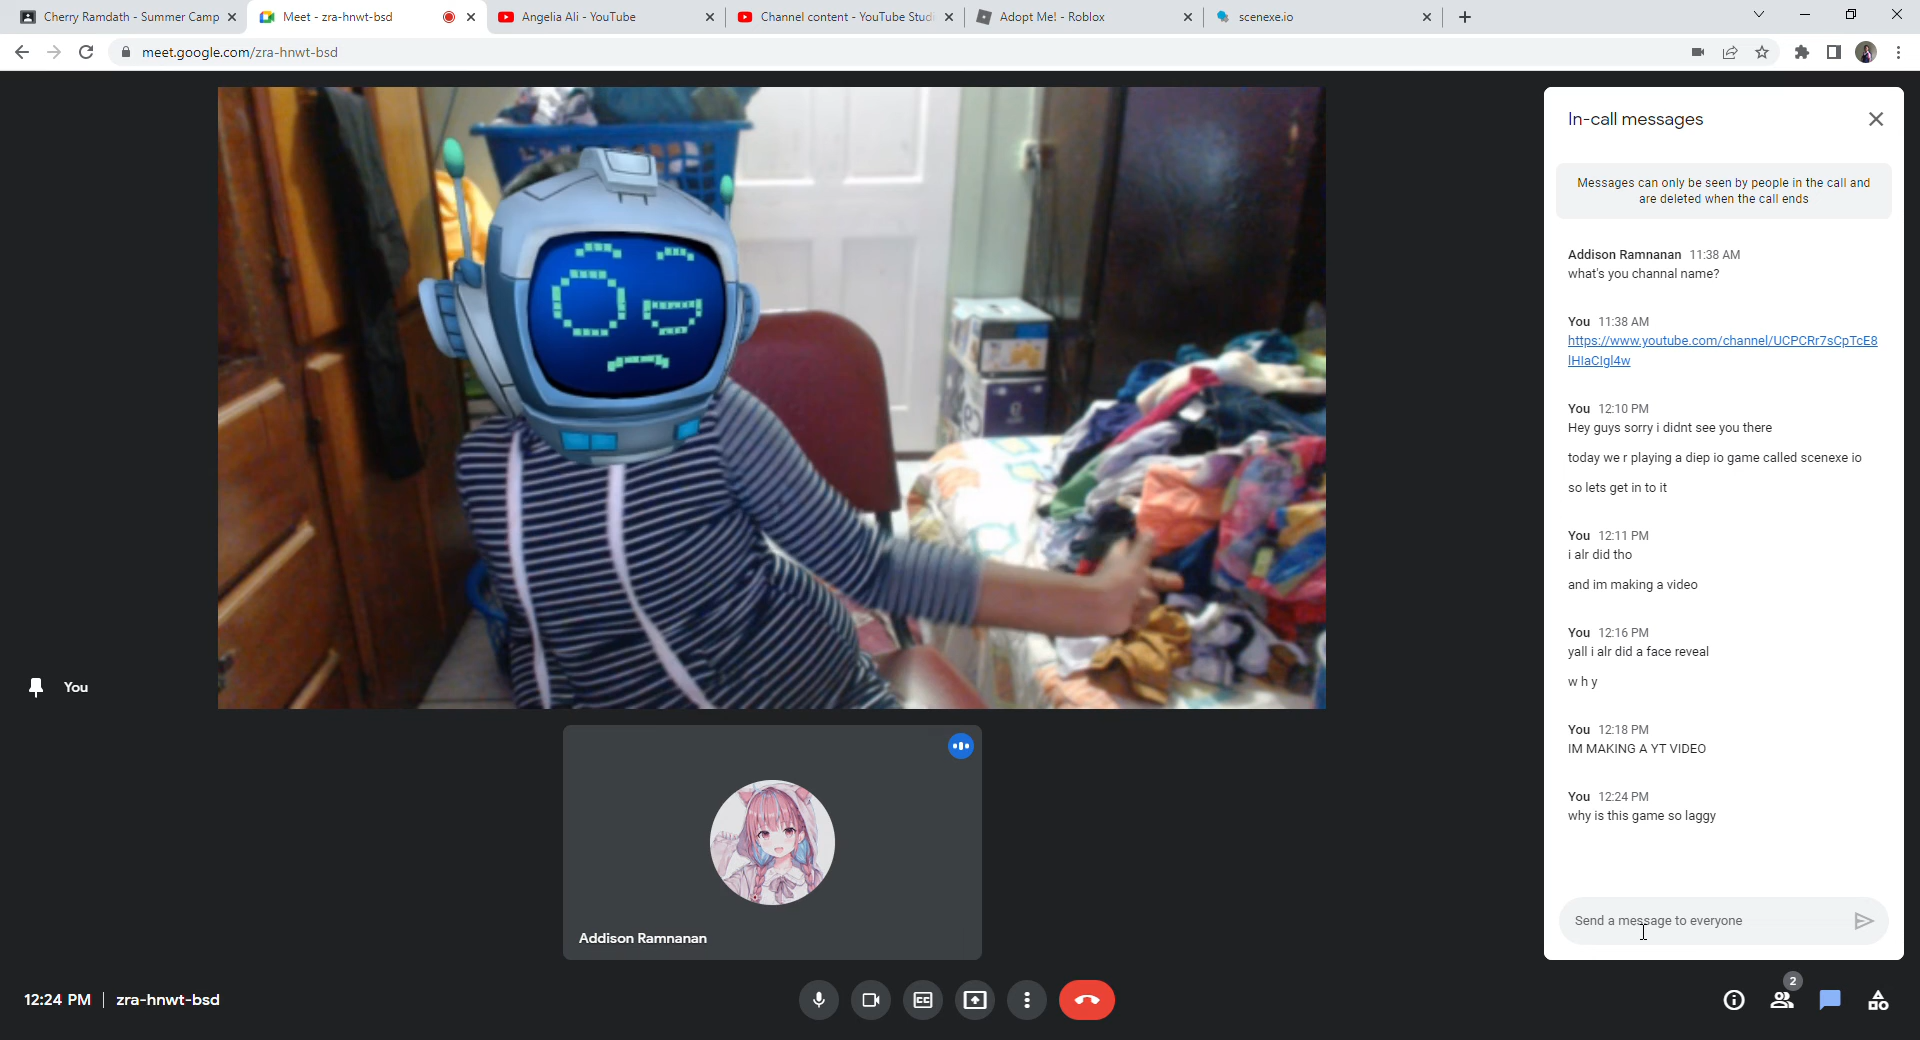 Cherry Ramdath - Summer Camp
Meet - zra-hnwt-bsd
Angelia Ali - YouTube
Channel content - YouTube Stud
Adopt Me! - Roblox
scenexe.io
meet.google.com/zra-hnwt-bsd
In-call messages
Messages can only be seen by people in the call and
are deleted when the call ends
Addison Ramnanan 11:38 AM
what's you channal name?
You 11:38 AM
https://www.youtube.com/channel/UCPCRr7sCpTcE8
lHIaCIgl4w
You 12:10 PM
Hey guys sorry i didnt see you there
today we r playing a diep io game called scenexe io
so lets get in to it
You 12:11 PM
i alr did tho
and im making a video
You 12:16 PM
yall i alr did a face reveal
w h y
You 12:18 PM
IM MAKING A YT VIDEO
You 12:24 PM
why is this game so laggy
Send a message to everyone
You
Addison Ramnanan
12:24 PM | zra-hnwt-bsd
CC
2